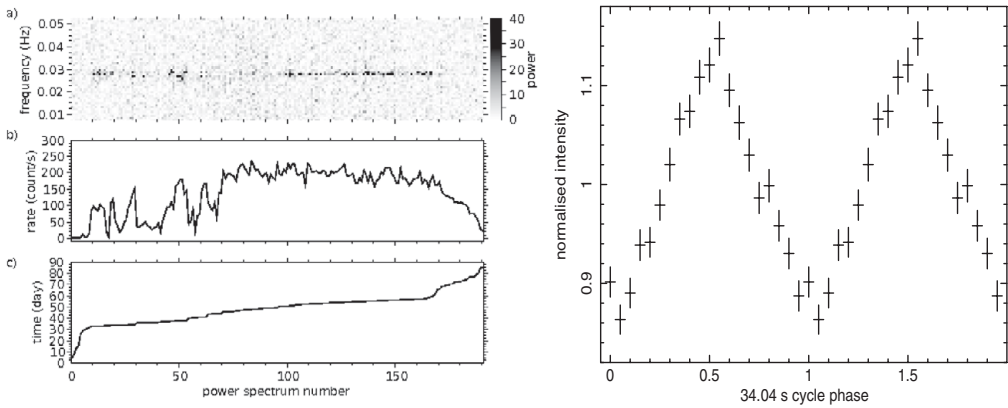 a)
frequency (Hz)
0.05
0.04
0.03
0.02
0.01
40
30
20
10
0
power
b)
rate (count/s)
300
250
200
150
100
50
0
c)
time (day)
90
80
70
60
50
40
30
20
10
0
0 50 100 150
power spectrum number
normalised intensity
1.1
1
0.9
0 0.5 1 1.5
34.04 s cycle phase